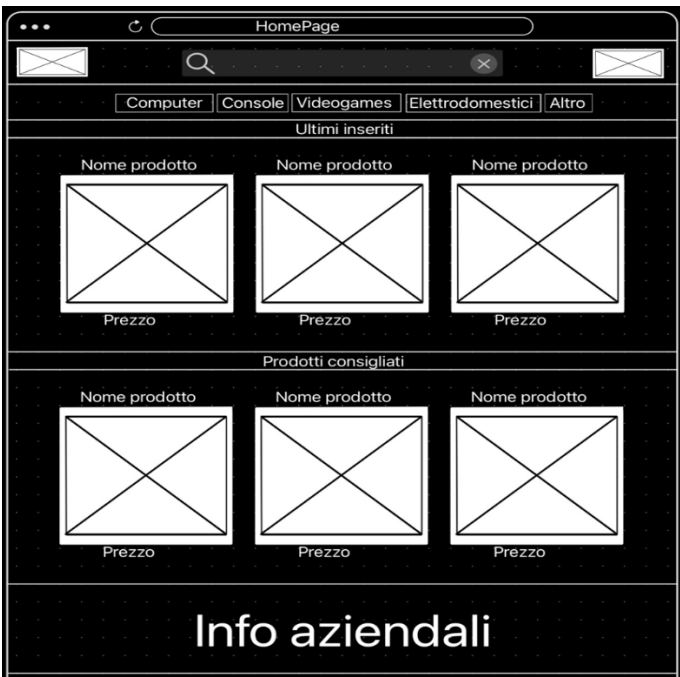 HomePage
Computer Console Videogames Elettrodomestici Altro
Ultimi inseriti
Nome prodotto Nome prodotto Nome prodotto
Prezzo Prezzo Prezzo
Prodotti consigliati
Nome prodotto Nome prodotto Nome prodotto
Prezzo Prezzo Prezzo
Info aziendali